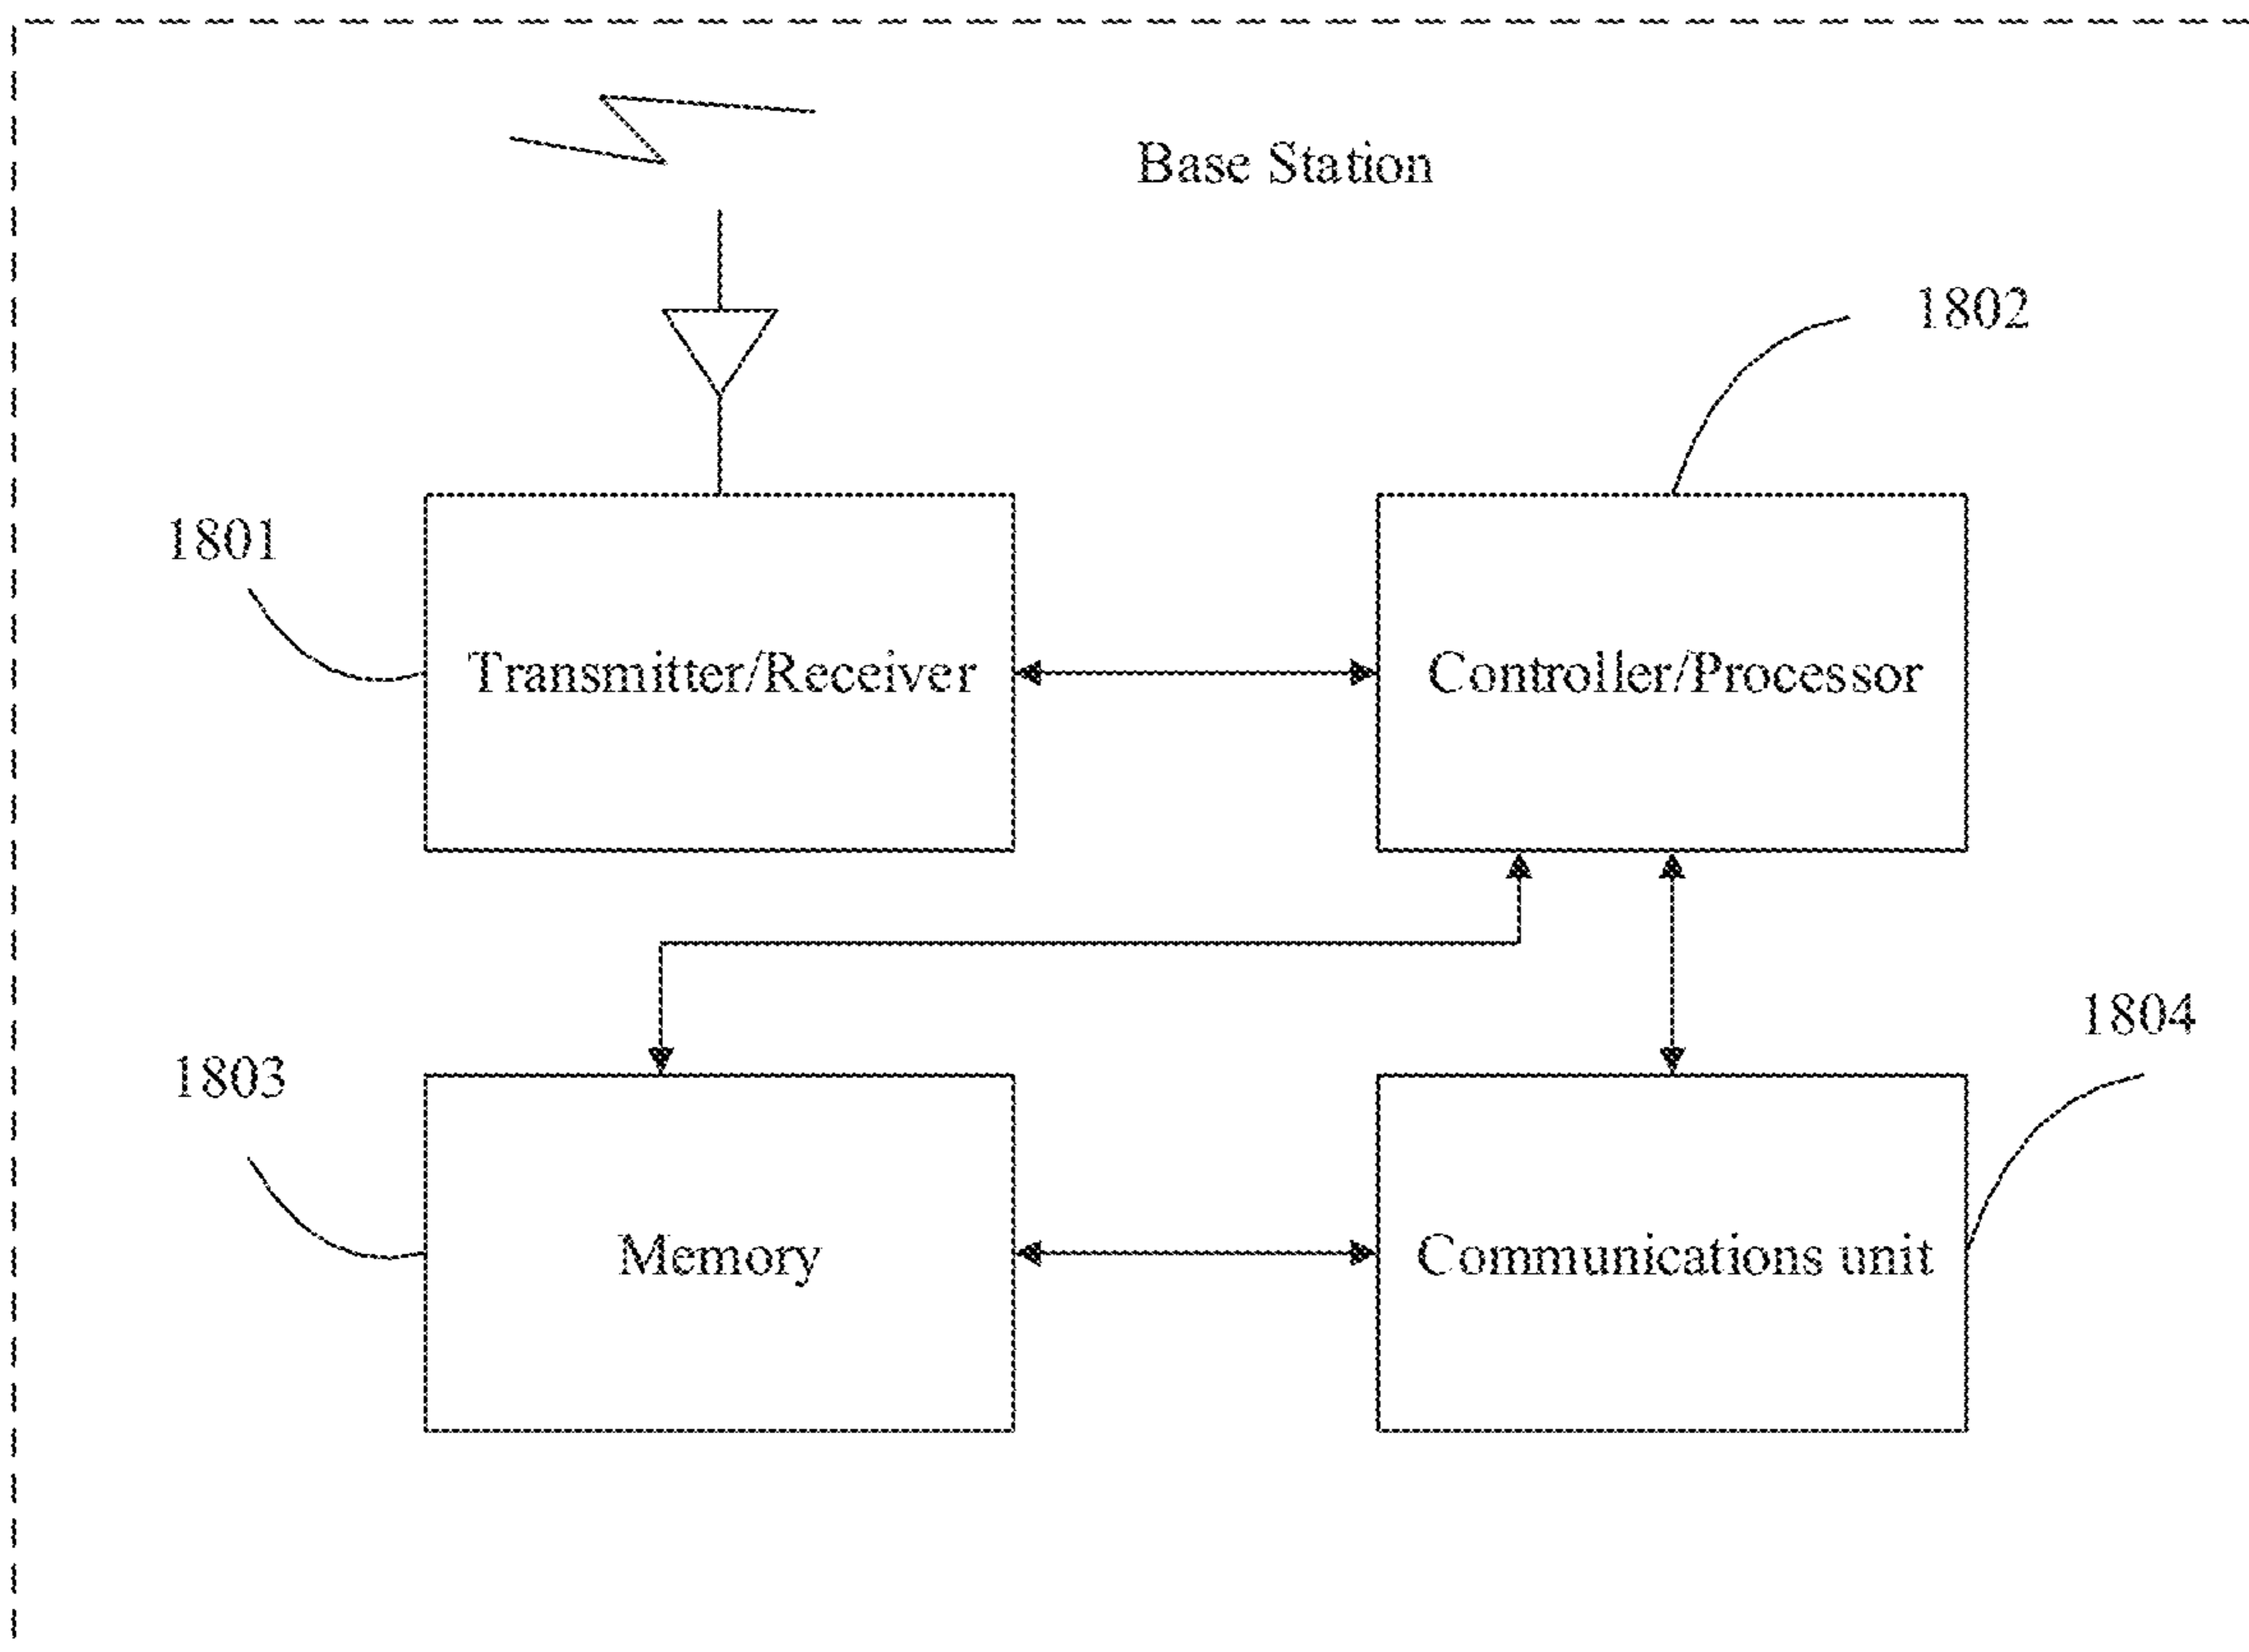 Base Station
1802
1801
Transmitter/Receiver
Controller/Processor
1804
1803
Memory
Communications unit